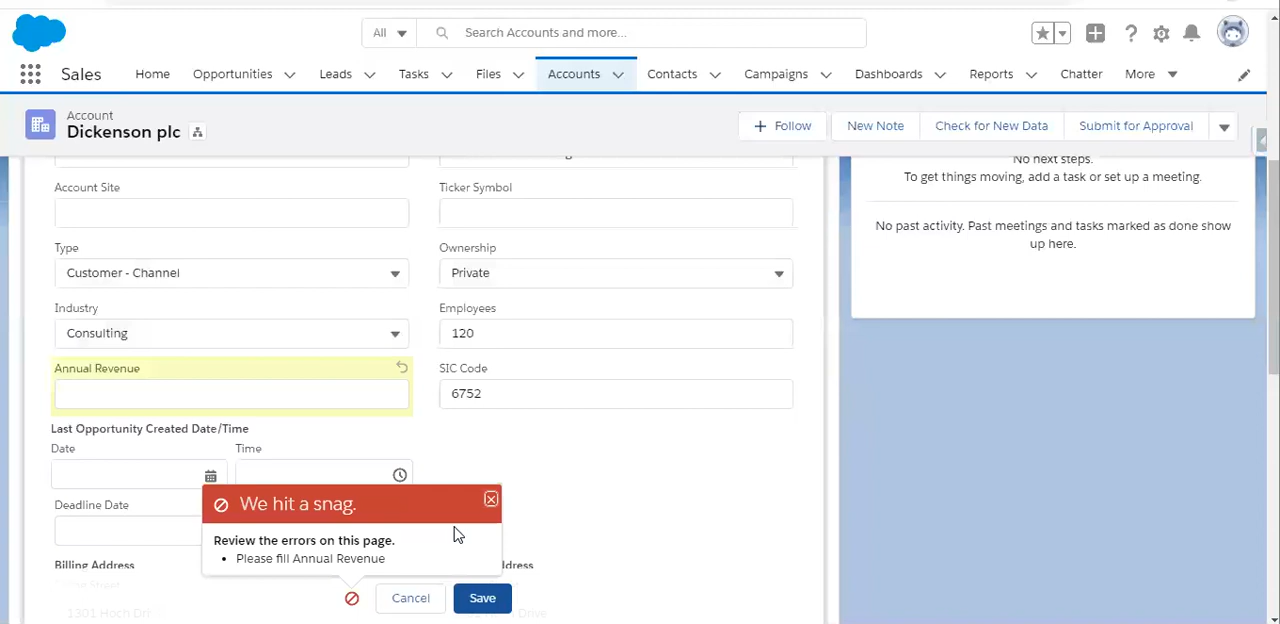 All
Search Accounts and more...
Sales
Home
Opportunities
Leads
Tasks
Files
Accounts
Contacts
Campaigns
Dashboards
Reports
Chatter
More
Account
Dickenson plc
Follow
New Note
Check for New Data
Submit for Approval
Account Site
Ticker Symbol
Type
Customer - Channel
Ownership
Private
Industry
Consulting
Employees
120
Annual Revenue
SIC Code
6752
Last Opportunity Created Date/Time
Date
Time
Deadline Date
We hit a snag.
Review the errors on this page.
• Please fill Annual Revenue
Billing Address
Cancel
Save
No next steps.
To get things moving, add a task or set up a meeting.
No past activity. Past meetings and tasks marked as done show
up here.